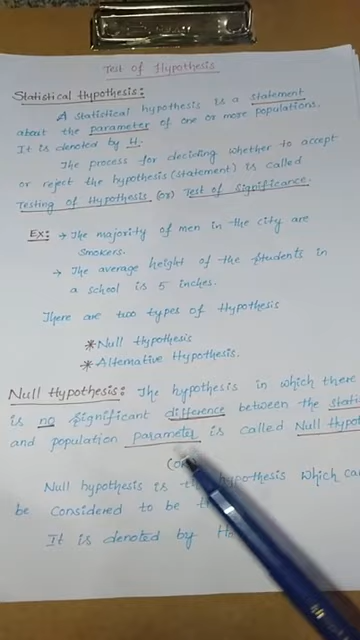 Test of Hypothesis
Statistical Hypothesis:
A statistical hypothesis is a statement
about the parameter of one or more populations.
It is denoted by H.
The process for deciding whether to accept
or reject the hypothesis (statement) is called
Testing of Hypothesis (or) Test of Significance.
Ex: → The majority of men in the city are
smokers.
→ The average height of the students in
a school is 5 inches.
There are two types of Hypothesis
* Null Hypothesis
* Alternative Hypothesis.
Null Hypothesis: The hypothesis in which there
is no significant difference between the
and population parameter is called Null
Null hypothesis is hypothesis which
be considered to be
It is denoted by